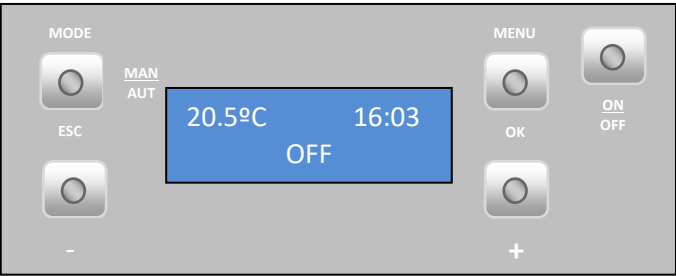 MODE
MENU
MAN
AUT
ON
OFF
20.5ºC 16:03
OFF
ESC
OK
-
+